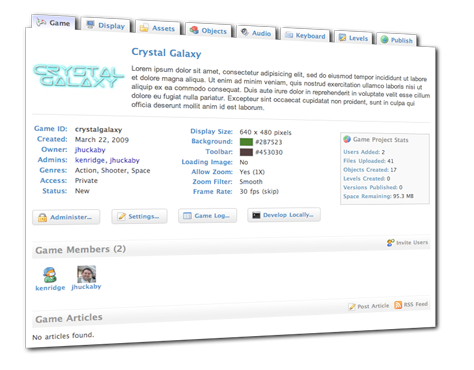 Game Display Assets Objects Audio Keyboard Levels Publish
Crystal Galaxy
CRYSTAL GALAXY
Lorem ipsum dolor sit amet, consectetur adipisicing elit, sed do eiusmod tempor incididunt ut labore
et dolore magna aliqua. Ut enim ad minim veniam, quis nostrud exercitation ullamco laboris nisi ut
aliquip ex ea commodo consequat. Duis aute irure dolor in reprehenderit in voluptate velit esse cillum
dolore eu fugiat nulla pariatur. Excepteur sint occaecat cupidatat non proident, sunt in culpa qui
officia deserunt mollit anim id est laborum.
Game ID: crystalgalaxy
Created: March 22, 2009
Owner: jhuckaby
Admins: kenridge, jhuckaby
Genres: Action, Shooter, Space
Access: Private
Status: New
Display Size: 640 x 480 pixels
Background: #287523
Toolbar: #453030
Loading Image: No
Allow Zoom: Yes (1X)
Zoom Filter: Smooth
Frame Rate: 30 fps (skip)
Game Project Stats
Users Added: 2
Files Uploaded: 41
Objects Created: 17
Levels Created: 0
Versions Published: 0
Space Remaining: 95.3 MB
Administer... Settings... Game Log... Develop Locally...
Game Members (2) Invite Users
kenridge jhuckaby
Game Articles Post Article RSS Feed
No articles found.